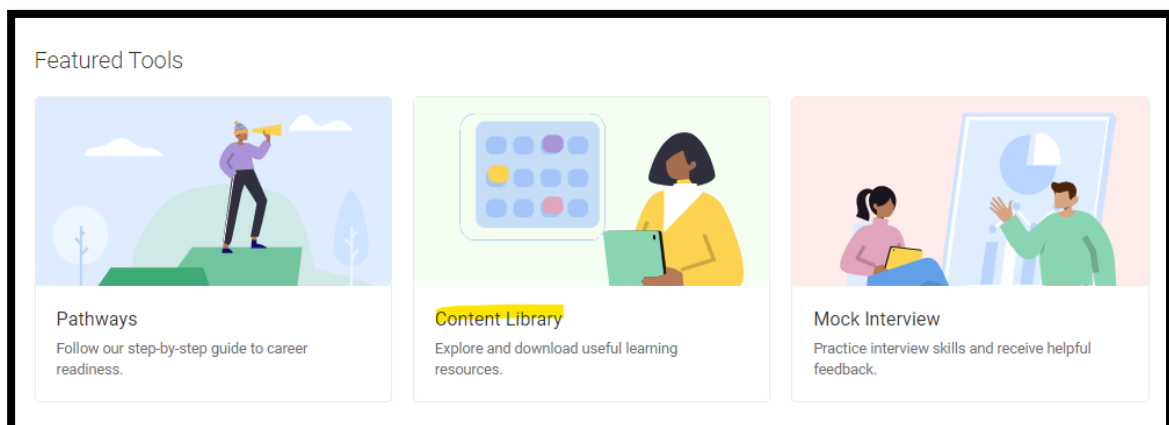 Featured Tools
Pathways
Follow our step-by-step guide to career
readiness.
Content Library
Explore and download useful learning
resources.
Mock Interview
Practice interview skills and receive helpful
feedback.